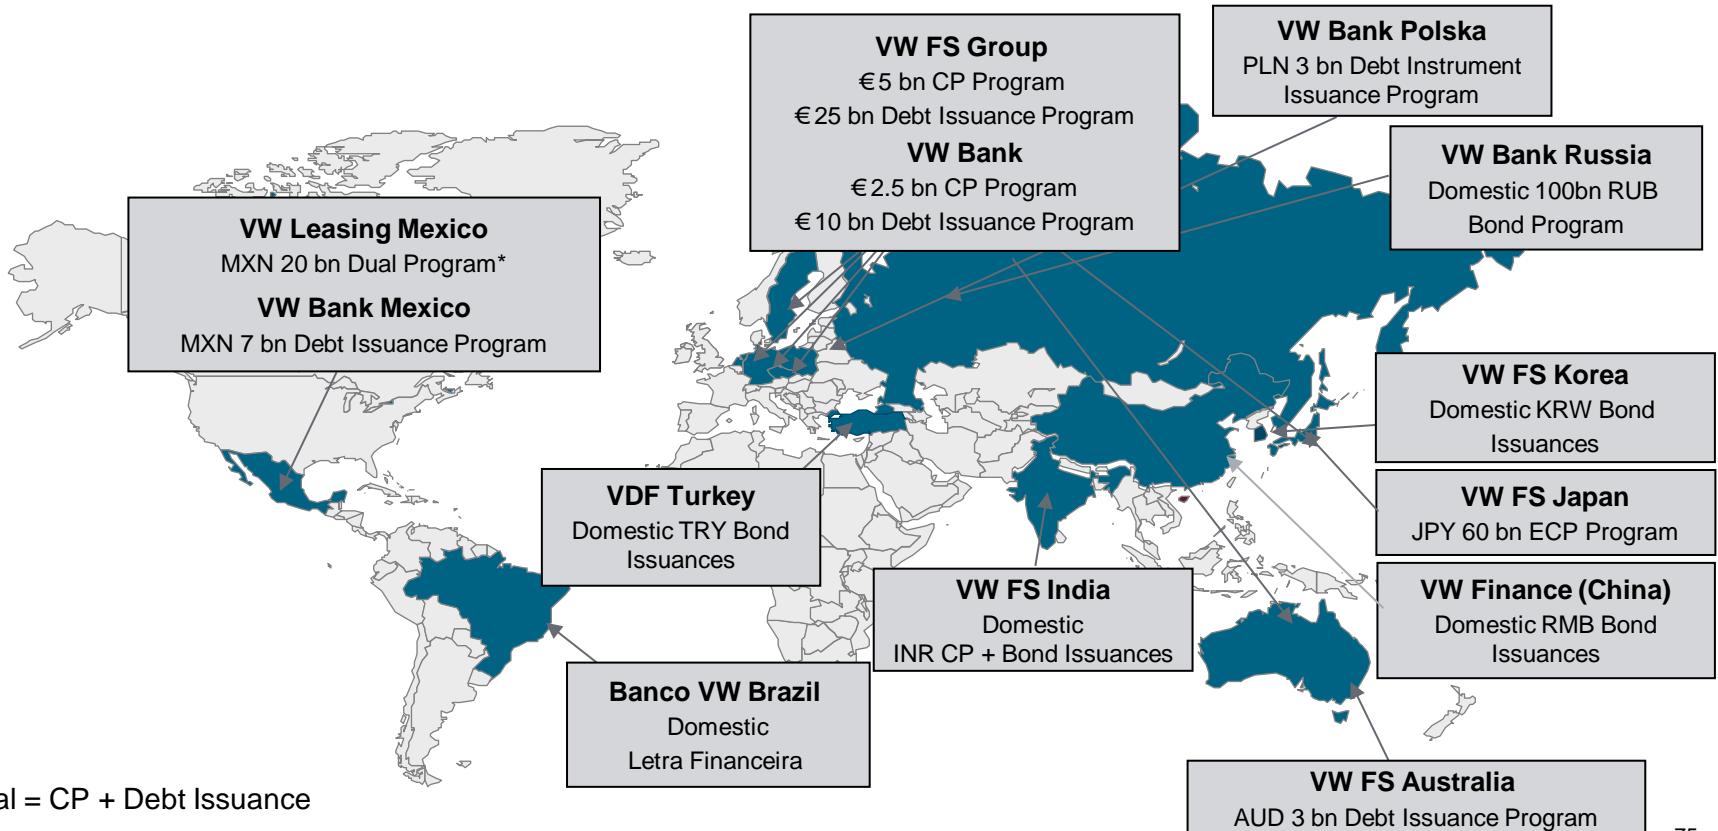 VW FS Group
€5 bn CP Program
€25 bn Debt Issuance Program
VW Bank
€2.5 bn CP Program
€10 bn Debt Issuance Program
VW Bank Polska
PLN 3 bn Debt Instrument
Issuance Program
VW Bank Russia
Domestic 100bn RUB
Bond Program
VW Leasing Mexico
MXN 20 bn Dual Program*
VW Bank Mexico
MXN 7 bn Debt Issuance Program
VW FS Korea
Domestic KRW Bond
Issuances
VDF Turkey
Domestic TRY Bond
Issuances
VW FS Japan
JPY 60 bn ECP Program
VW FS India
Domestic
INR CP + Bond Issuances
VW Finance (China)
Domestic RMB Bond
Issuances
Banco VW Brazil
Domestic
Letra Financeira
VW FS Australia
AUD 3 bn Debt Issuance Program
al = CP + Debt Issuance